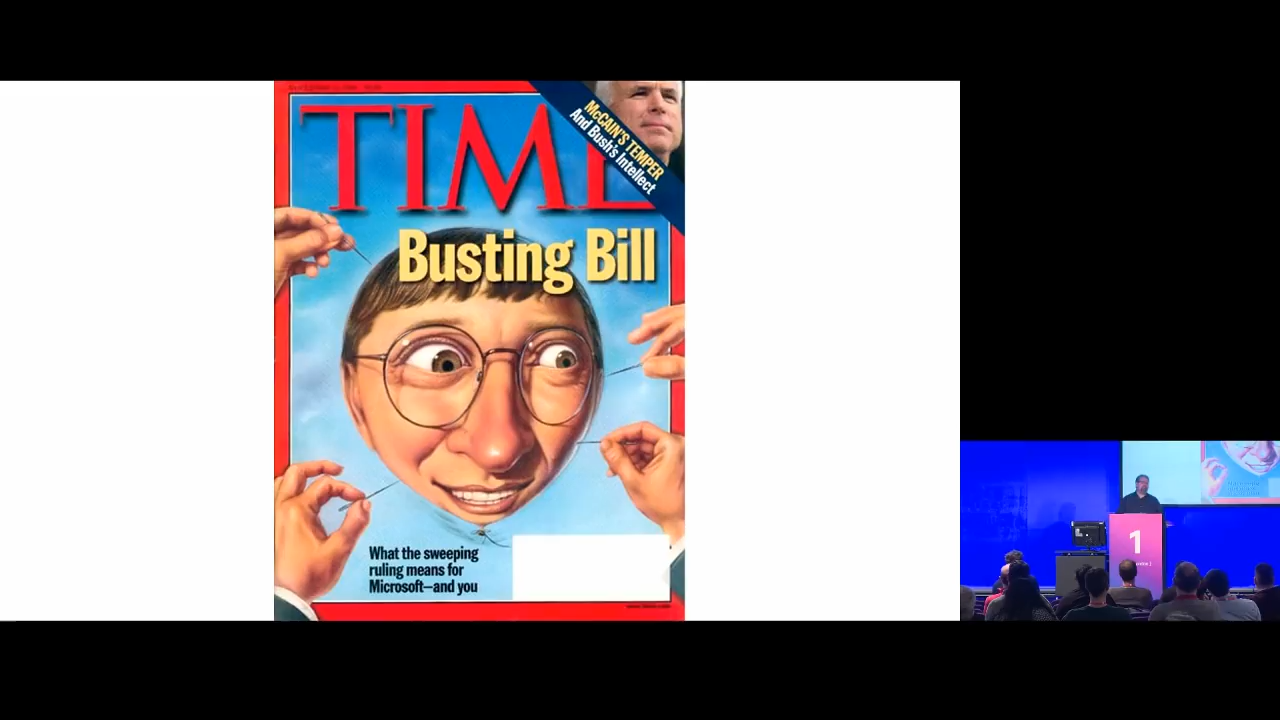 TIME
McCAIN'S TEMPER
And Bush's Intellect
Busting Bill
What the sweeping
ruling means for
Microsoft—and you
1